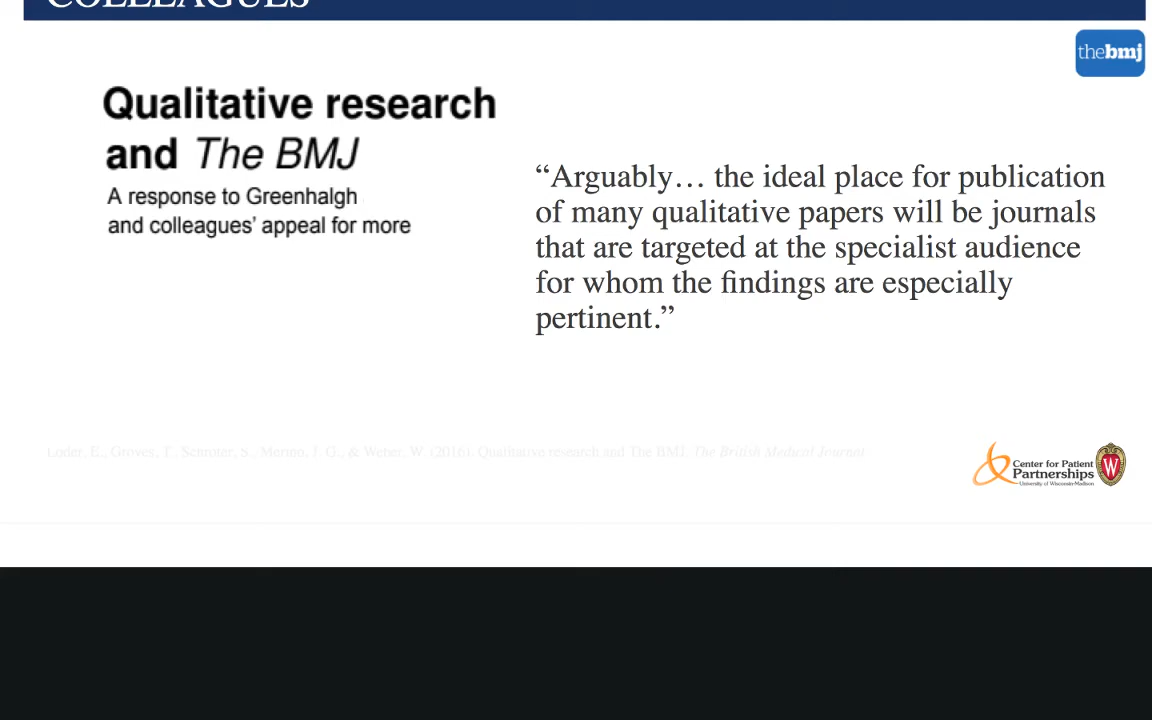 COLLEAGUES
thebmj
Qualitative research
and The BMJ
A response to Greenhalgh
and colleagues’ appeal for more
“Arguably… the ideal place for publication
of many qualitative papers will be journals
that are targeted at the specialist audience
for whom the findings are especially
pertinent.”
Loder, E., Groves, T., Schroter, S., Merino, J. G., & Weber, W. (2016). Qualitative research and The BMJ. The British Medical Journal
Center for Patient
Partnerships
University of Wisconsin-Madison
W